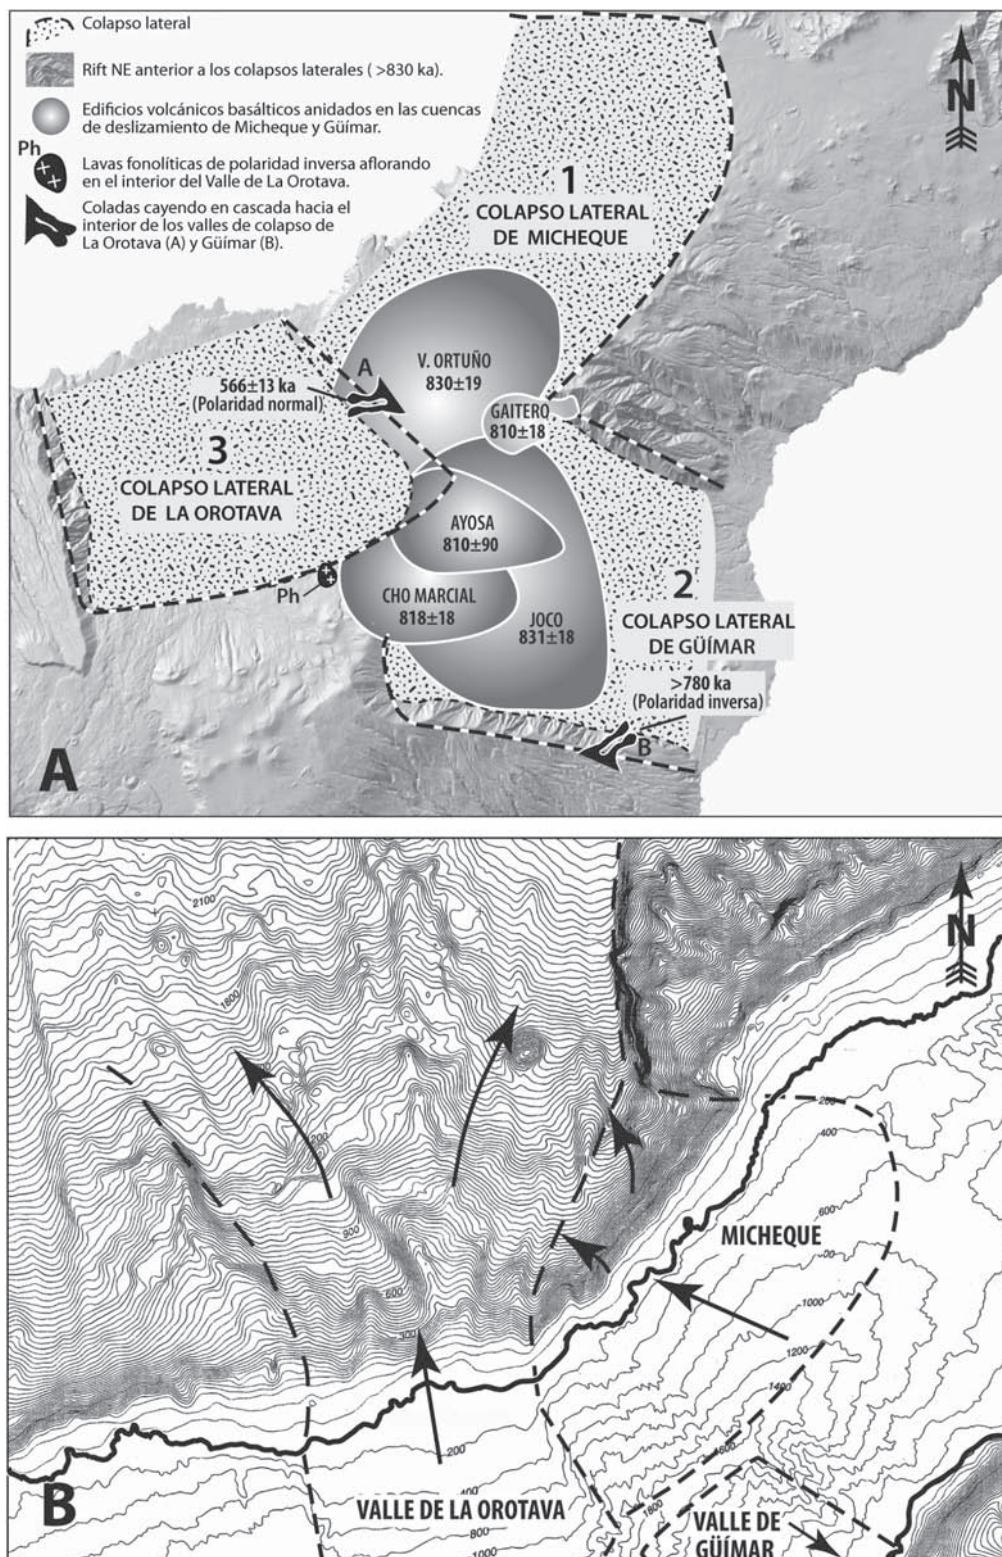 Colapso lateral
Rift NE anterior a los colapsos laterales ( >830 ka).
Edificios volcánicos basálticos anidados en las cuencas
de deslizamiento de Micheque y Güímar.
Ph
Lavas fonolíticas de polaridad inversa aflorando
en el interior del Valle de La Orotava.
Coladas cayendo en cascada hacia el
interior de los valles de colapso de
La Orotava (A) y Güímar (B).
N
1
COLAPSO LATERAL
DE MICHEQUE
V. ORTUÑO
830±19
A
566±13 ka
(Polaridad normal)
GAITERO
810±18
3
COLAPSO LATERAL
DE LA OROTAVA
AYOSA
810±90
Ph
CHO MARCIAL
818±18
JOCO
831±18
2
COLAPSO LATERAL
DE GÜÍMAR
>780 ka
(Polaridad inversa)
B
A
N
2100
1800
1200
900
600
300
200
400
600
800
MICHEQUE
1000
1200
1400
1600
1800
200
400
800
1000
VALLE DE LA OROTAVA
VALLE DE
GÜÍMAR
B